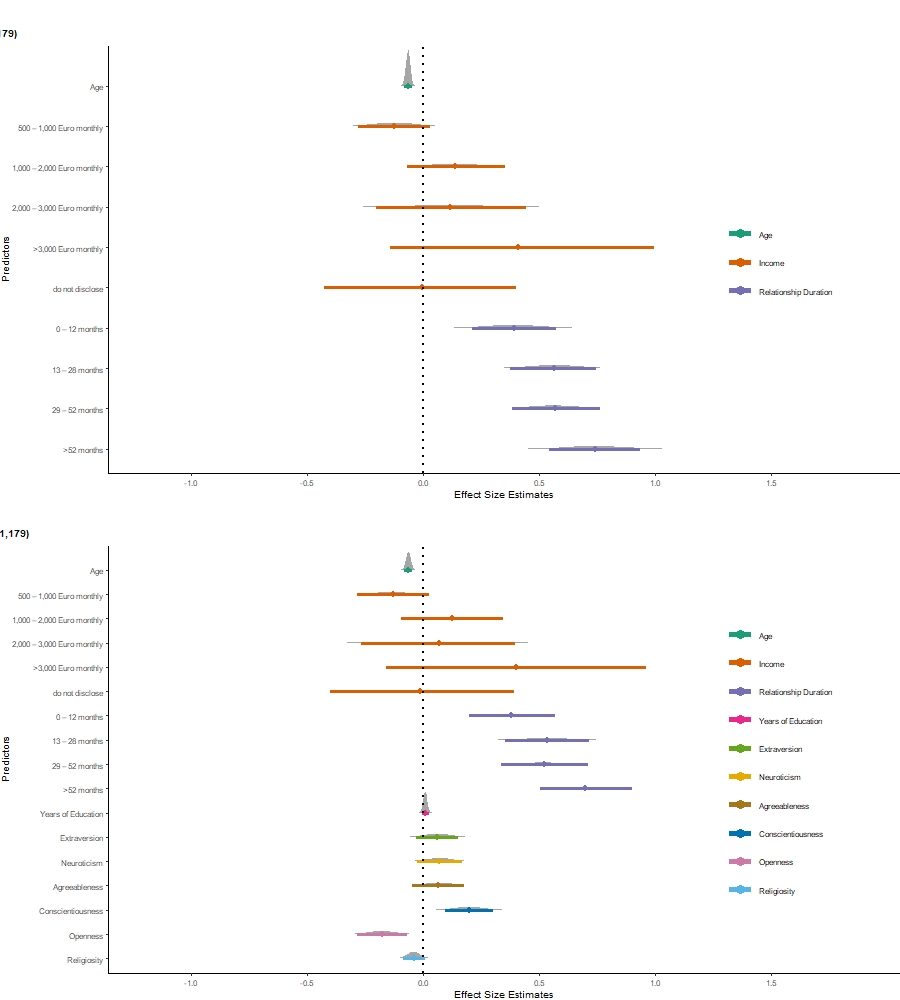 179)
Age
500 – 1,000 Euro monthly
1,000 – 2,000 Euro monthly
2,000 – 3,000 Euro monthly
>3,000 Euro monthly
do not disclose
0 – 12 months
13 – 28 months
29 – 52 months
>52 months
Predictors
-1.0 -0.5 0.0 0.5 1.0 1.5
Effect Size Estimates
Age
Income
Relationship Duration
1,179)
Age
500 – 1,000 Euro monthly
1,000 – 2,000 Euro monthly
2,000 – 3,000 Euro monthly
>3,000 Euro monthly
do not disclose
0 – 12 months
13 – 28 months
29 – 52 months
>52 months
Years of Education
Extraversion
Neuroticism
Agreeableness
Conscientiousness
Openness
Religiosity
Predictors
-1.0 -0.5 0.0 0.5 1.0 1.5
Effect Size Estimates
Age
Income
Relationship Duration
Years of Education
Extraversion
Neuroticism
Agreeableness
Conscientiousness
Openness
Religiosity